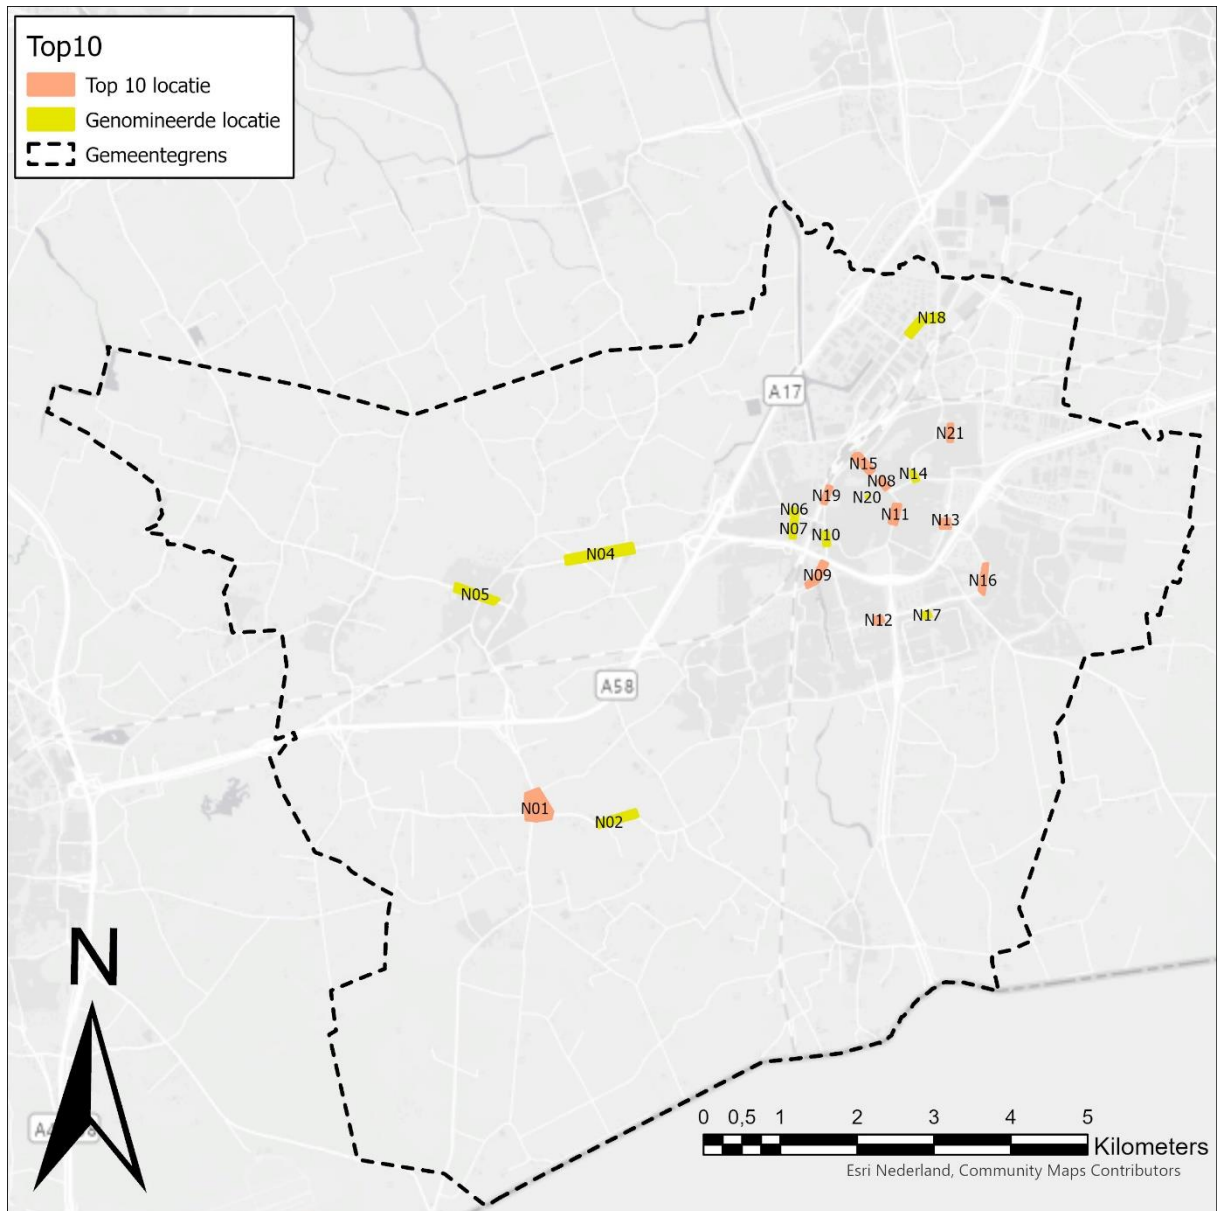 Top10
Top 10 locatie
Genomineerde locatie
Gemeentegrens
N18
A17
N21
N15
N14
N08
N19
N20
N06
N11
N13
N07
N10
N04
N09
N16
N05
N17
N12
A58
N01
N02
N
0 0,5 1 2 3 4 5
Kilometers
Esri Nederland, Community Maps Contributors